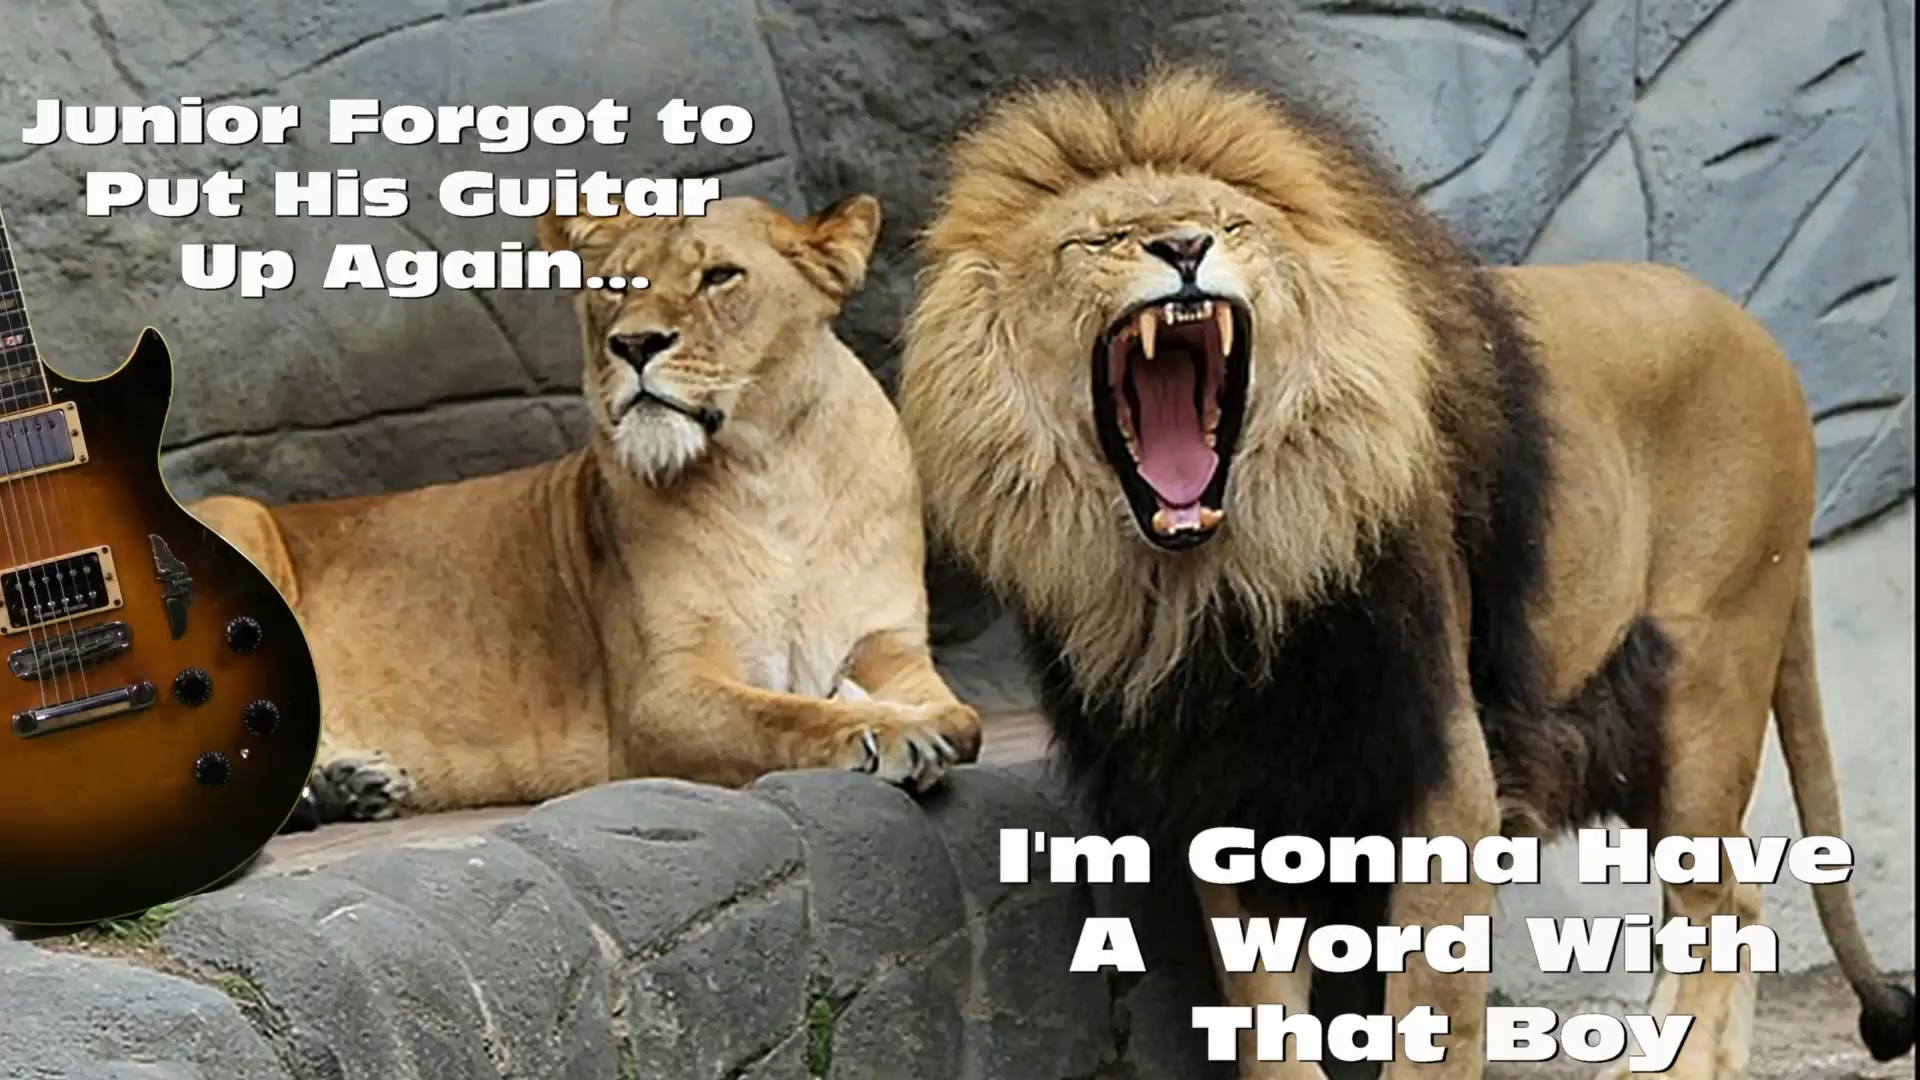 Junior Forgot to
Put His Guitar
Up Again...
I'm Gonna Have
A Word With
That Boy